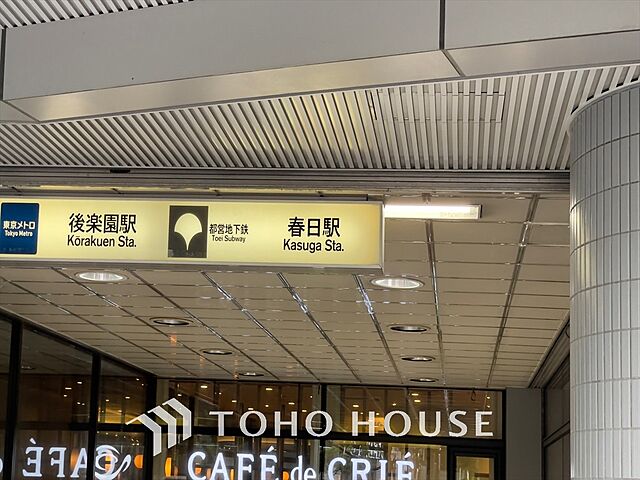 東京メトロ
Tokyo Metro
後楽園駅
Kōrakuen Sta.
都営地下鉄
Toei Subway
春日駅
Kasuga Sta.
TOHO HOUSE
CAFÉ
CAFÉ de CRIÉ